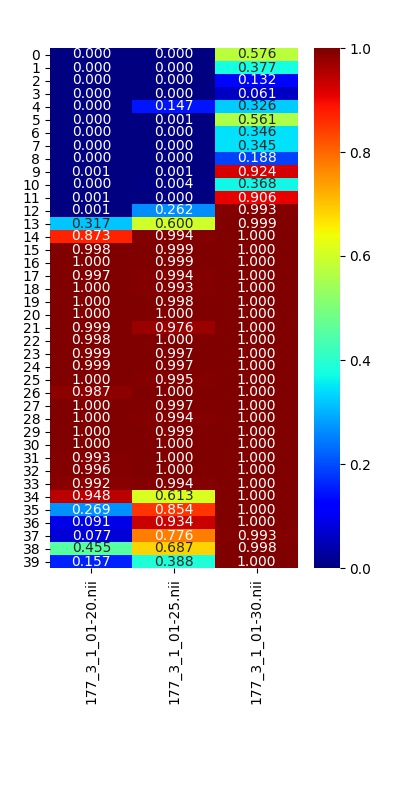 0 0.000 0.000 0.576
1 0.000 0.000 0.377
2 0.000 0.000 0.132
3 0.000 0.000 0.061
4 0.000 0.147 0.326
5 0.000 0.001 0.561
6 0.000 0.000 0.346
7 0.000 0.000 0.345
8 0.000 0.000 0.188
9 0.001 0.001 0.924
10 0.000 0.004 0.368
11 0.001 0.000 0.906
12 0.001 0.262 0.993
13 0.317 0.600 0.999
14 0.873 0.994 1.000
15 0.998 0.999 1.000
16 1.000 0.999 1.000
17 0.997 0.994 1.000
18 1.000 0.993 1.000
19 1.000 0.998 1.000
20 1.000 1.000 1.000
21 0.999 0.976 1.000
22 0.998 1.000 1.000
23 0.999 0.997 1.000
24 0.999 0.997 1.000
25 1.000 0.995 1.000
26 0.987 1.000 1.000
27 1.000 0.997 1.000
28 1.000 0.994 1.000
29 1.000 0.999 1.000
30 1.000 1.000 1.000
31 0.993 1.000 1.000
32 0.996 1.000 1.000
33 0.992 0.994 1.000
34 0.948 0.613 1.000
35 0.269 0.854 1.000
36 0.091 0.934 1.000
37 0.077 0.776 0.993
38 0.455 0.687 0.998
39 0.157 0.388 1.000
177_3_1_01-20.nii
177_3_1_01-25.nii
177_3_1_01-30.nii
1.0
0.8
0.6
0.4
0.2
0.0